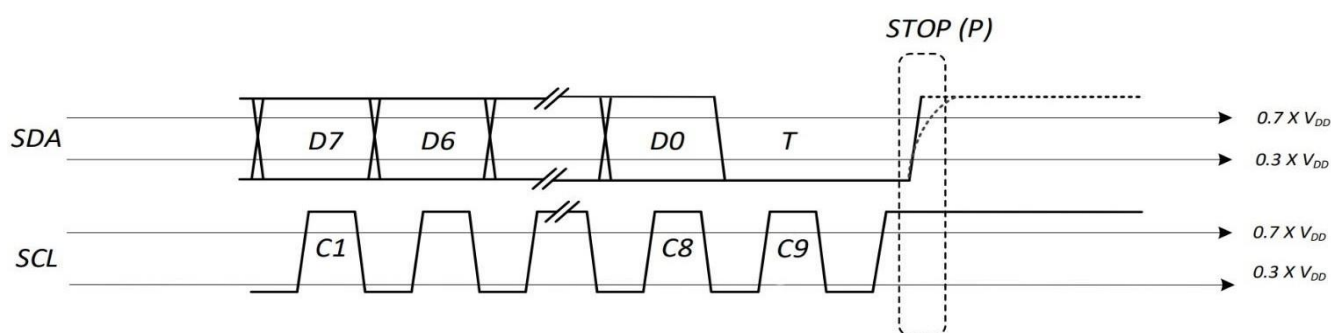 STOP (P)
SDA D7 D6 D0 T 0.7 X VDD
0.3 X VDD
SCL C1 C8 C9 0.7 X VDD
0.3 X VDD